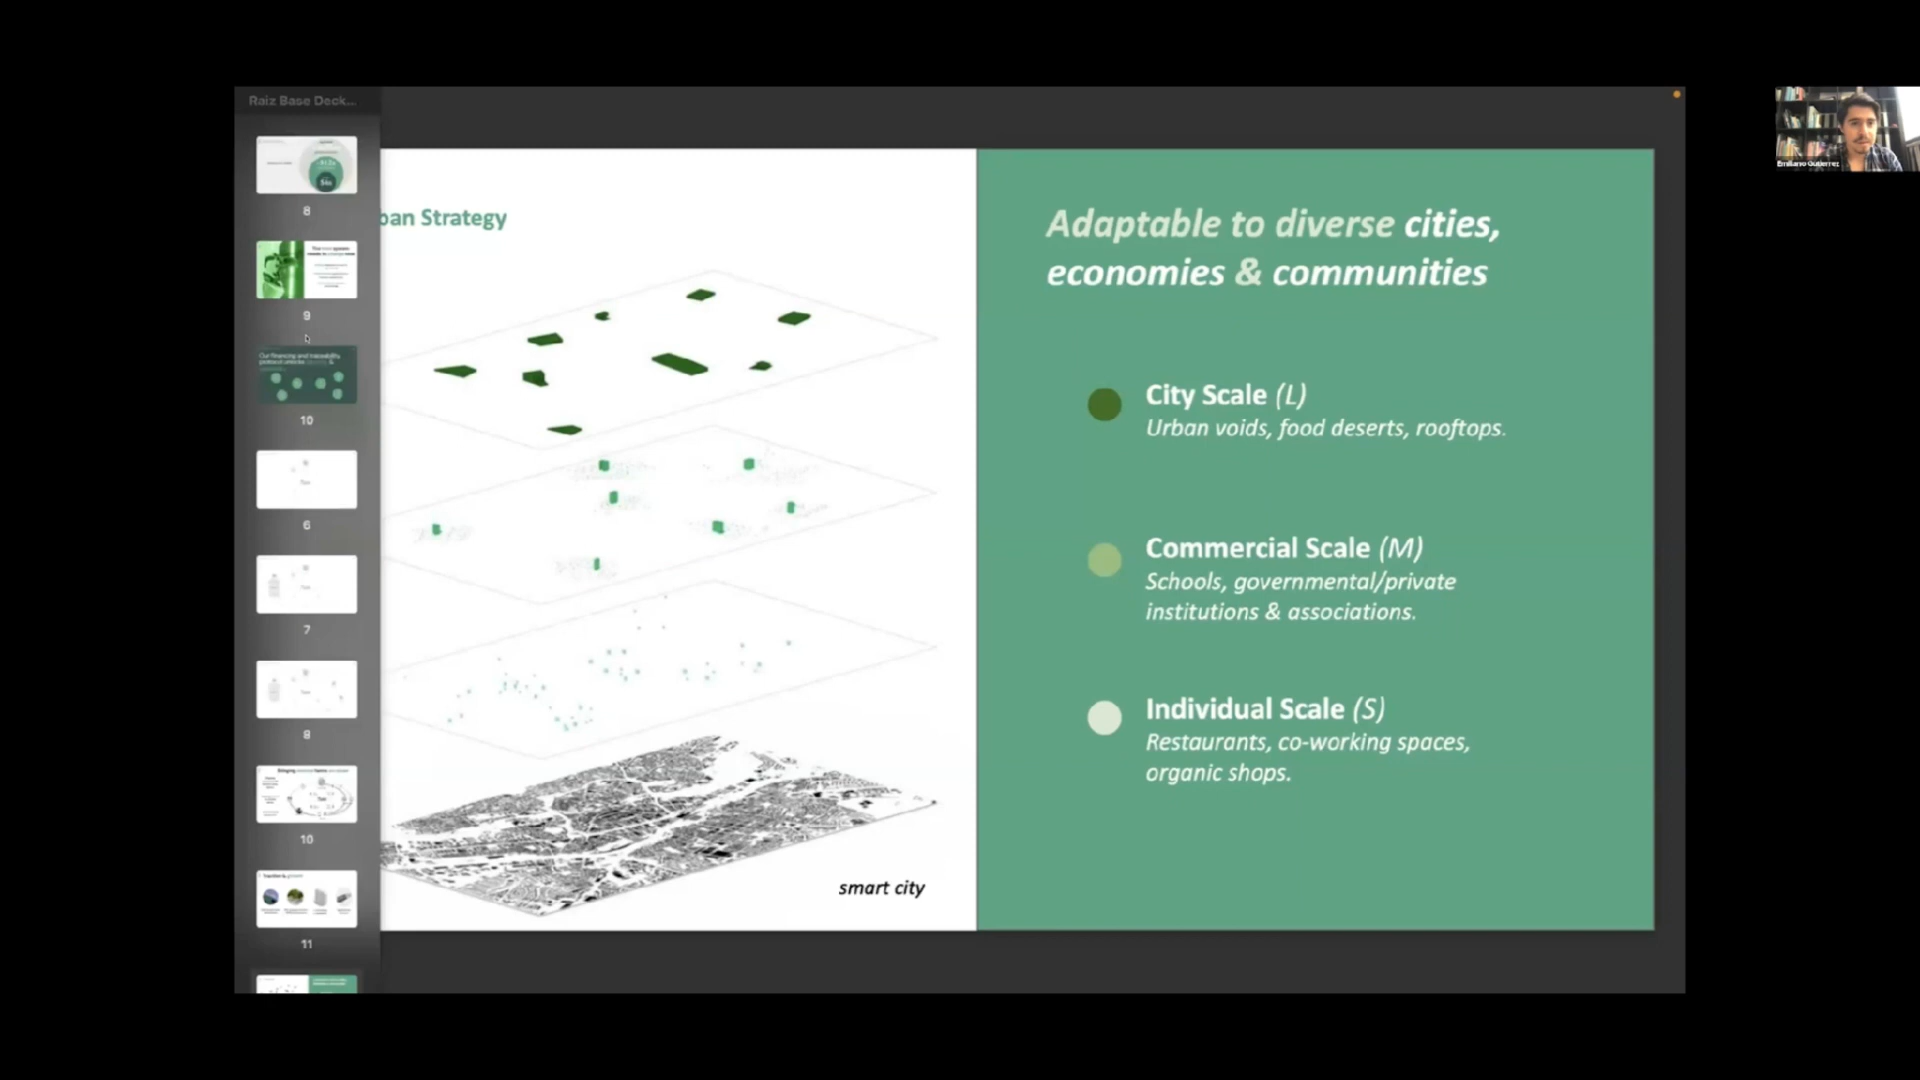 Raiz Base Deck...
8
9
10
6
7
8
10
11
ban Strategy
smart city
Adaptable to diverse cities,
economies & communities
City Scale (L)
Urban voids, food deserts, rooftops.
Commercial Scale (M)
Schools, governmental/private
institutions & associations.
Individual Scale (S)
Restaurants, co-working spaces,
organic shops.
Emiliano Gutierrez